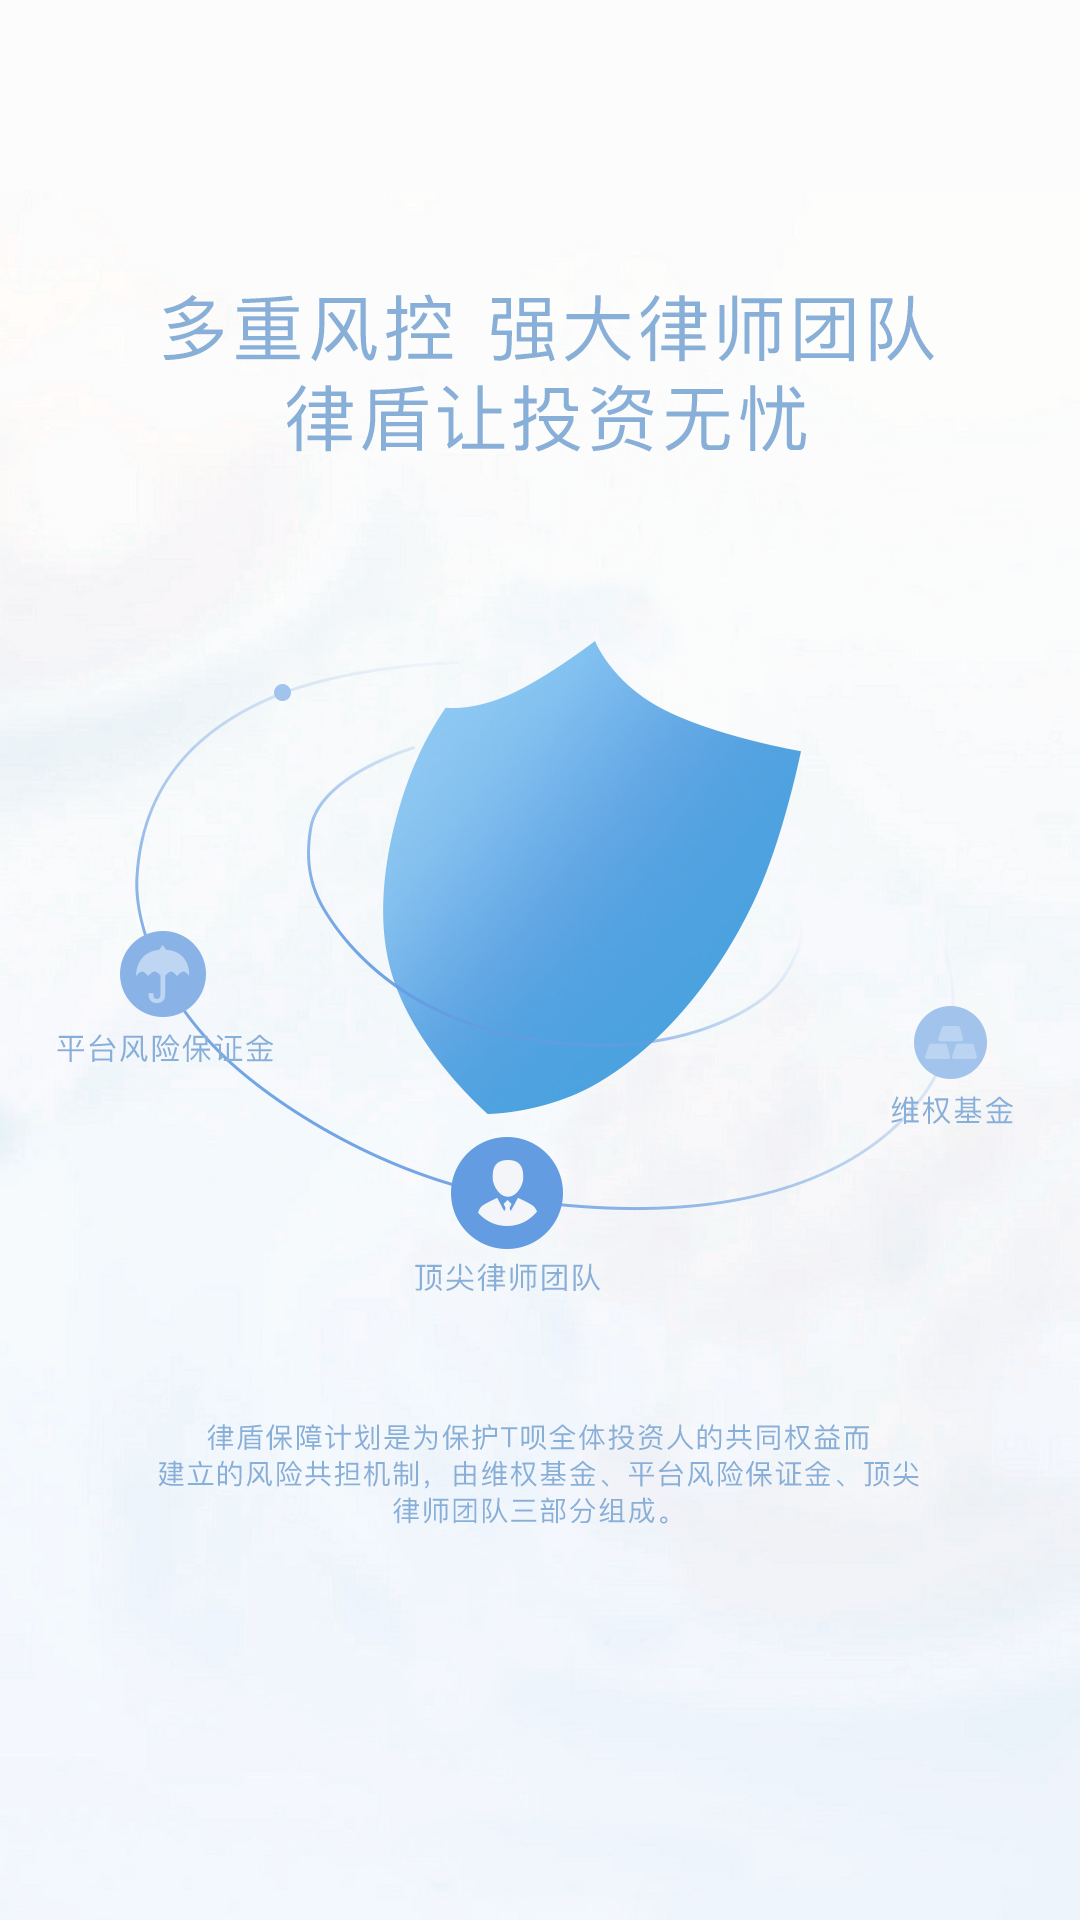 多重风控 强大律师团队
律盾让投资无忧
平台风险保证金
维权基金
顶尖律师团队
律盾保障计划是为保护T呗全体投资人的共同权益而
建立的风险共担机制，由维权基金、平台风险保证金、顶尖
律师团队三部分组成。